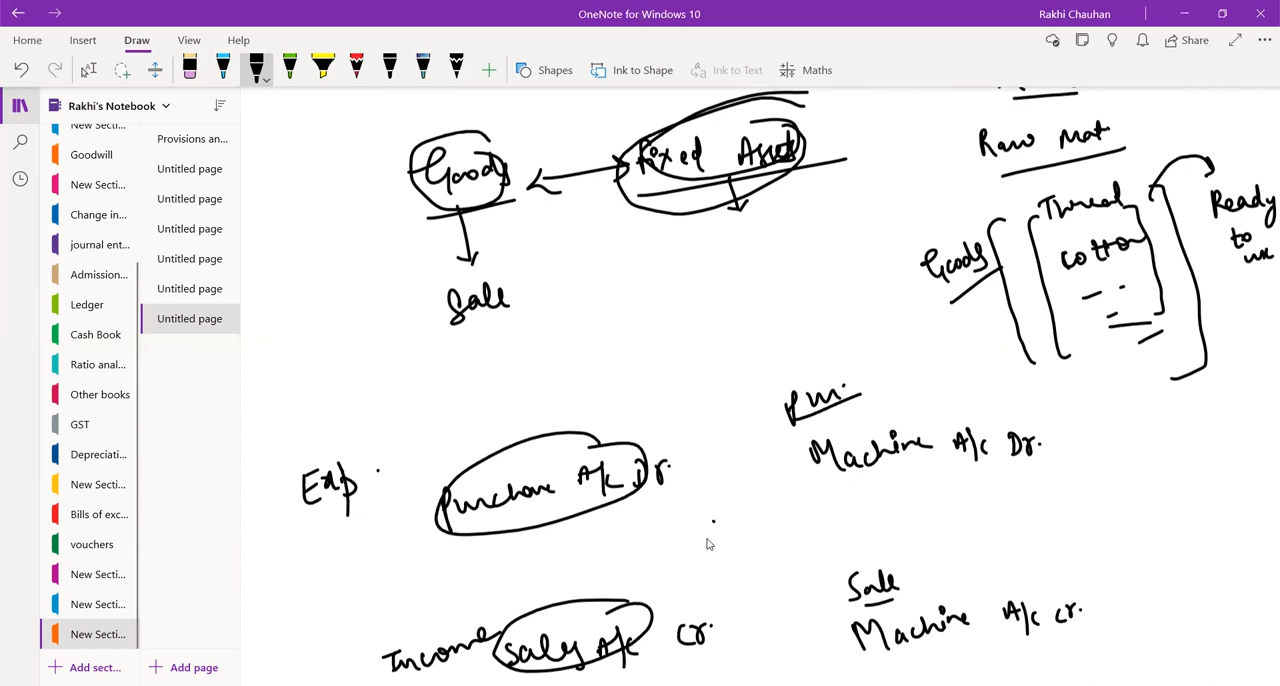 OneNote for Windows 10
Rakhi Chauhan
Home
Insert
Draw
View
Help
Share
Shapes
Ink to Shape
Ink to Text
Maths
Rakhi's Notebook
New Secti...
Goodwill
New Secti...
Change in...
journal ent...
Admission...
Ledger
Cash Book
Ratio anal...
Other books
GST
Depreciati...
New Secti...
Bills of exc...
vouchers
New Secti...
New Secti...
New Secti...
Add sect...
Provisions an...
Untitled page
Untitled page
Untitled page
Untitled page
Untitled page
Untitled page
Add page
Goods
Fixed Asset
Sale
Raw Mat
Goods
Thread
cotton
Ready
to
use
Exp
Purchase A/c Dr.
Pur.
Machine A/c Dr.
Income
Sales A/c
Cr.
Sale
Machine A/c Cr.